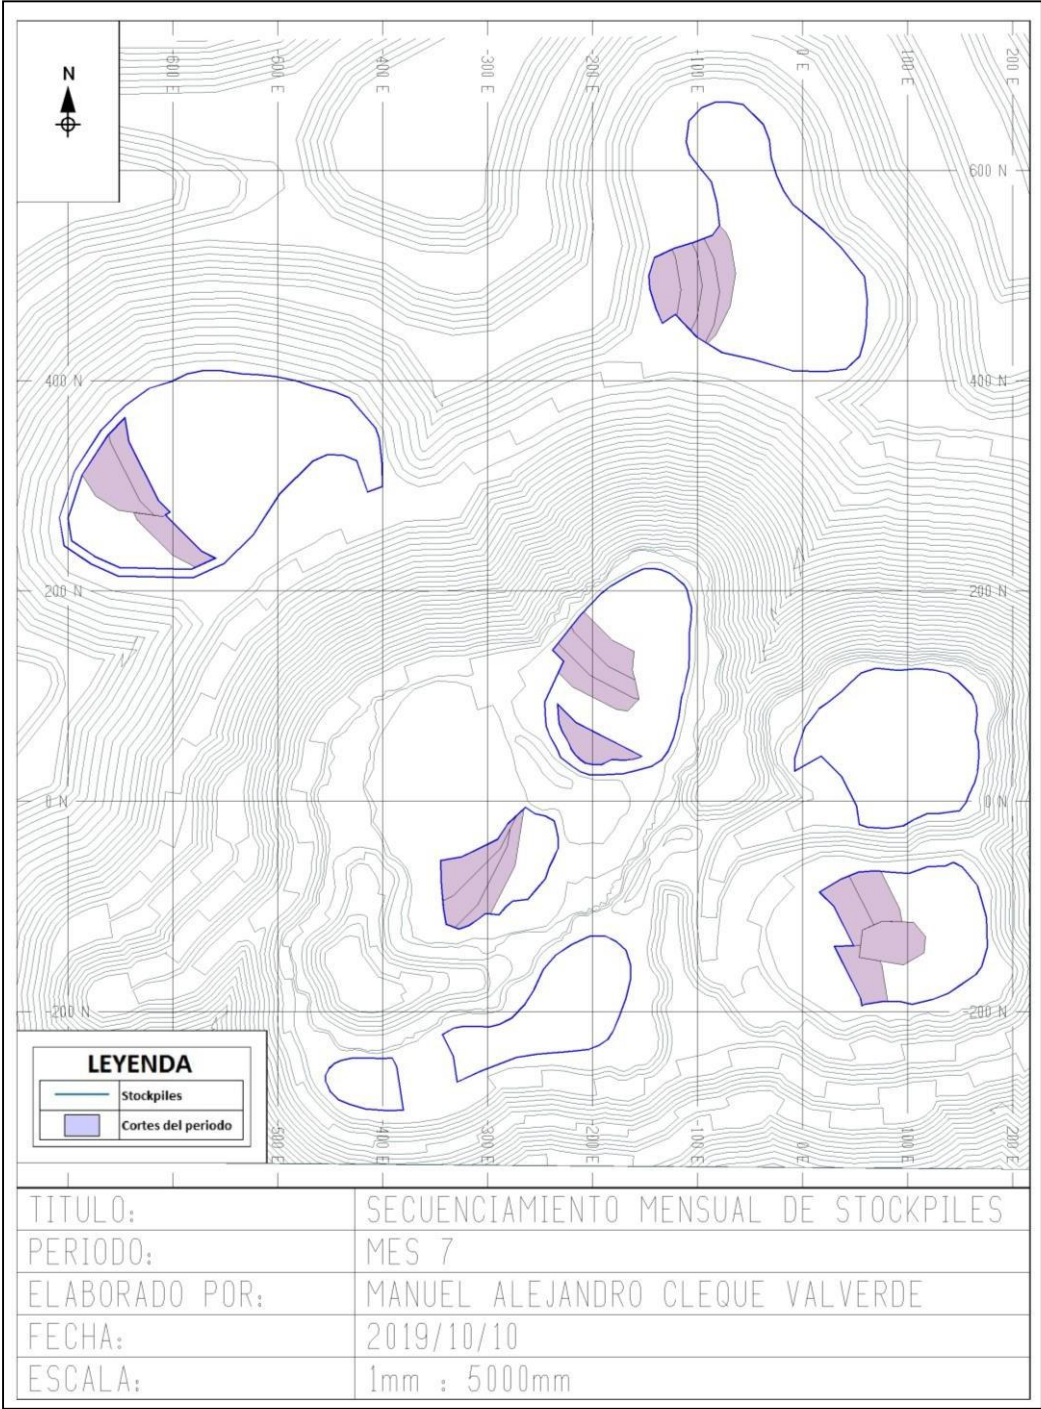 N
-600 E
-500 E
-400 E
-300 E
-200 E
-100 E
0 E
100 E
200 E
600 N
600 N
400 N
400 N
200 N
200 N
0 N
0 N
-200 N
-200 N
-500 E
-400 E
-300 E
-200 E
-100 E
0 E
100 E
200 E
LEYENDA
Stockpiles
Cortes del periodo
TITULO: SECUENCIAMIENTO MENSUAL DE STOCKPILES
PERIODO: MES 7
ELABORADO POR: MANUEL ALEJANDRO CLEQUE VALVERDE
FECHA: 2019/10/10
ESCALA: 1mm : 5000mm